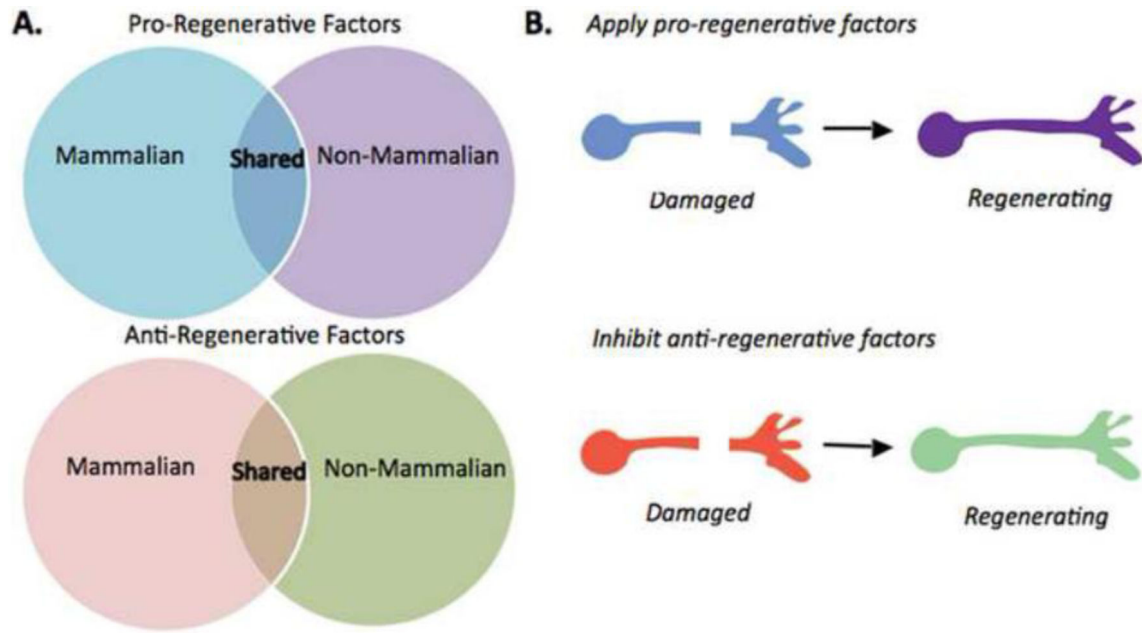 A.
Pro-Regenerative Factors
Mammalian
Shared
Non-Mammalian
Anti-Regenerative Factors
Mammalian
Shared
Non-Mammalian
B.
Apply pro-regenerative factors
Damaged
Regenerating
Inhibit anti-regenerative factors
Damaged
Regenerating